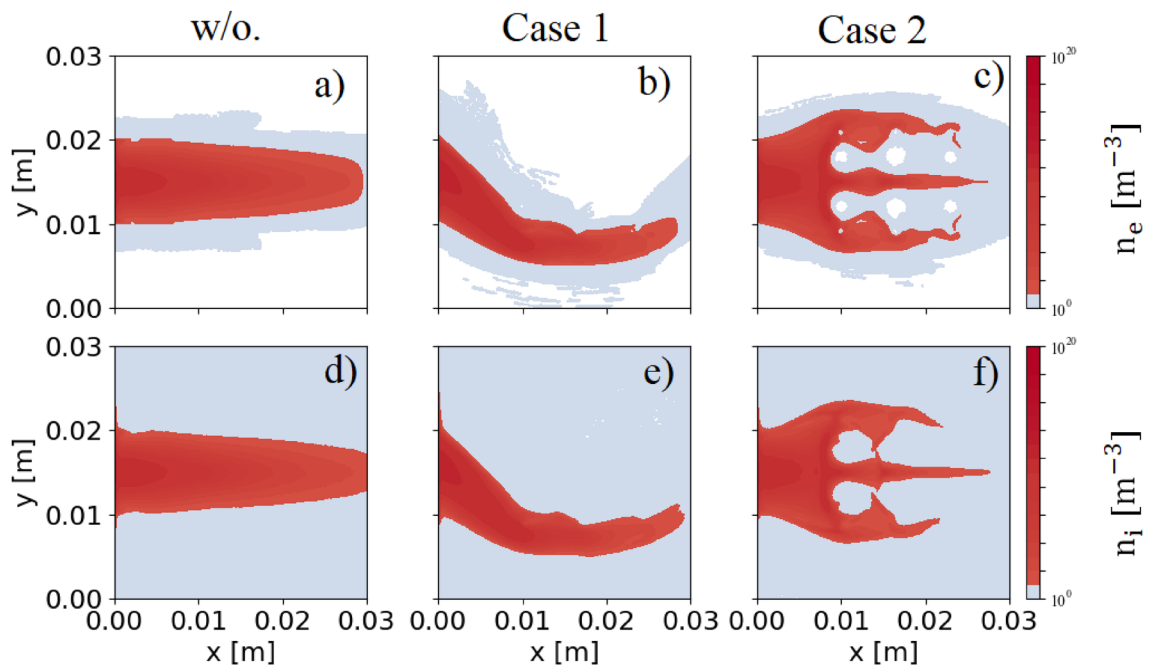 w/o. Case 1 Case 2
0.03 a) b) c) 10^20
0.02
0.01
0.00 10^0
y [m] n_e [m^-3]
0.03 d) e) f) 10^20
0.02
0.01
0.00 10^0
y [m] n_i [m^-3]
0.00 0.01 0.02 0.03 0.00 0.01 0.02 0.03 0.00 0.01 0.02 0.03
x [m] x [m] x [m]